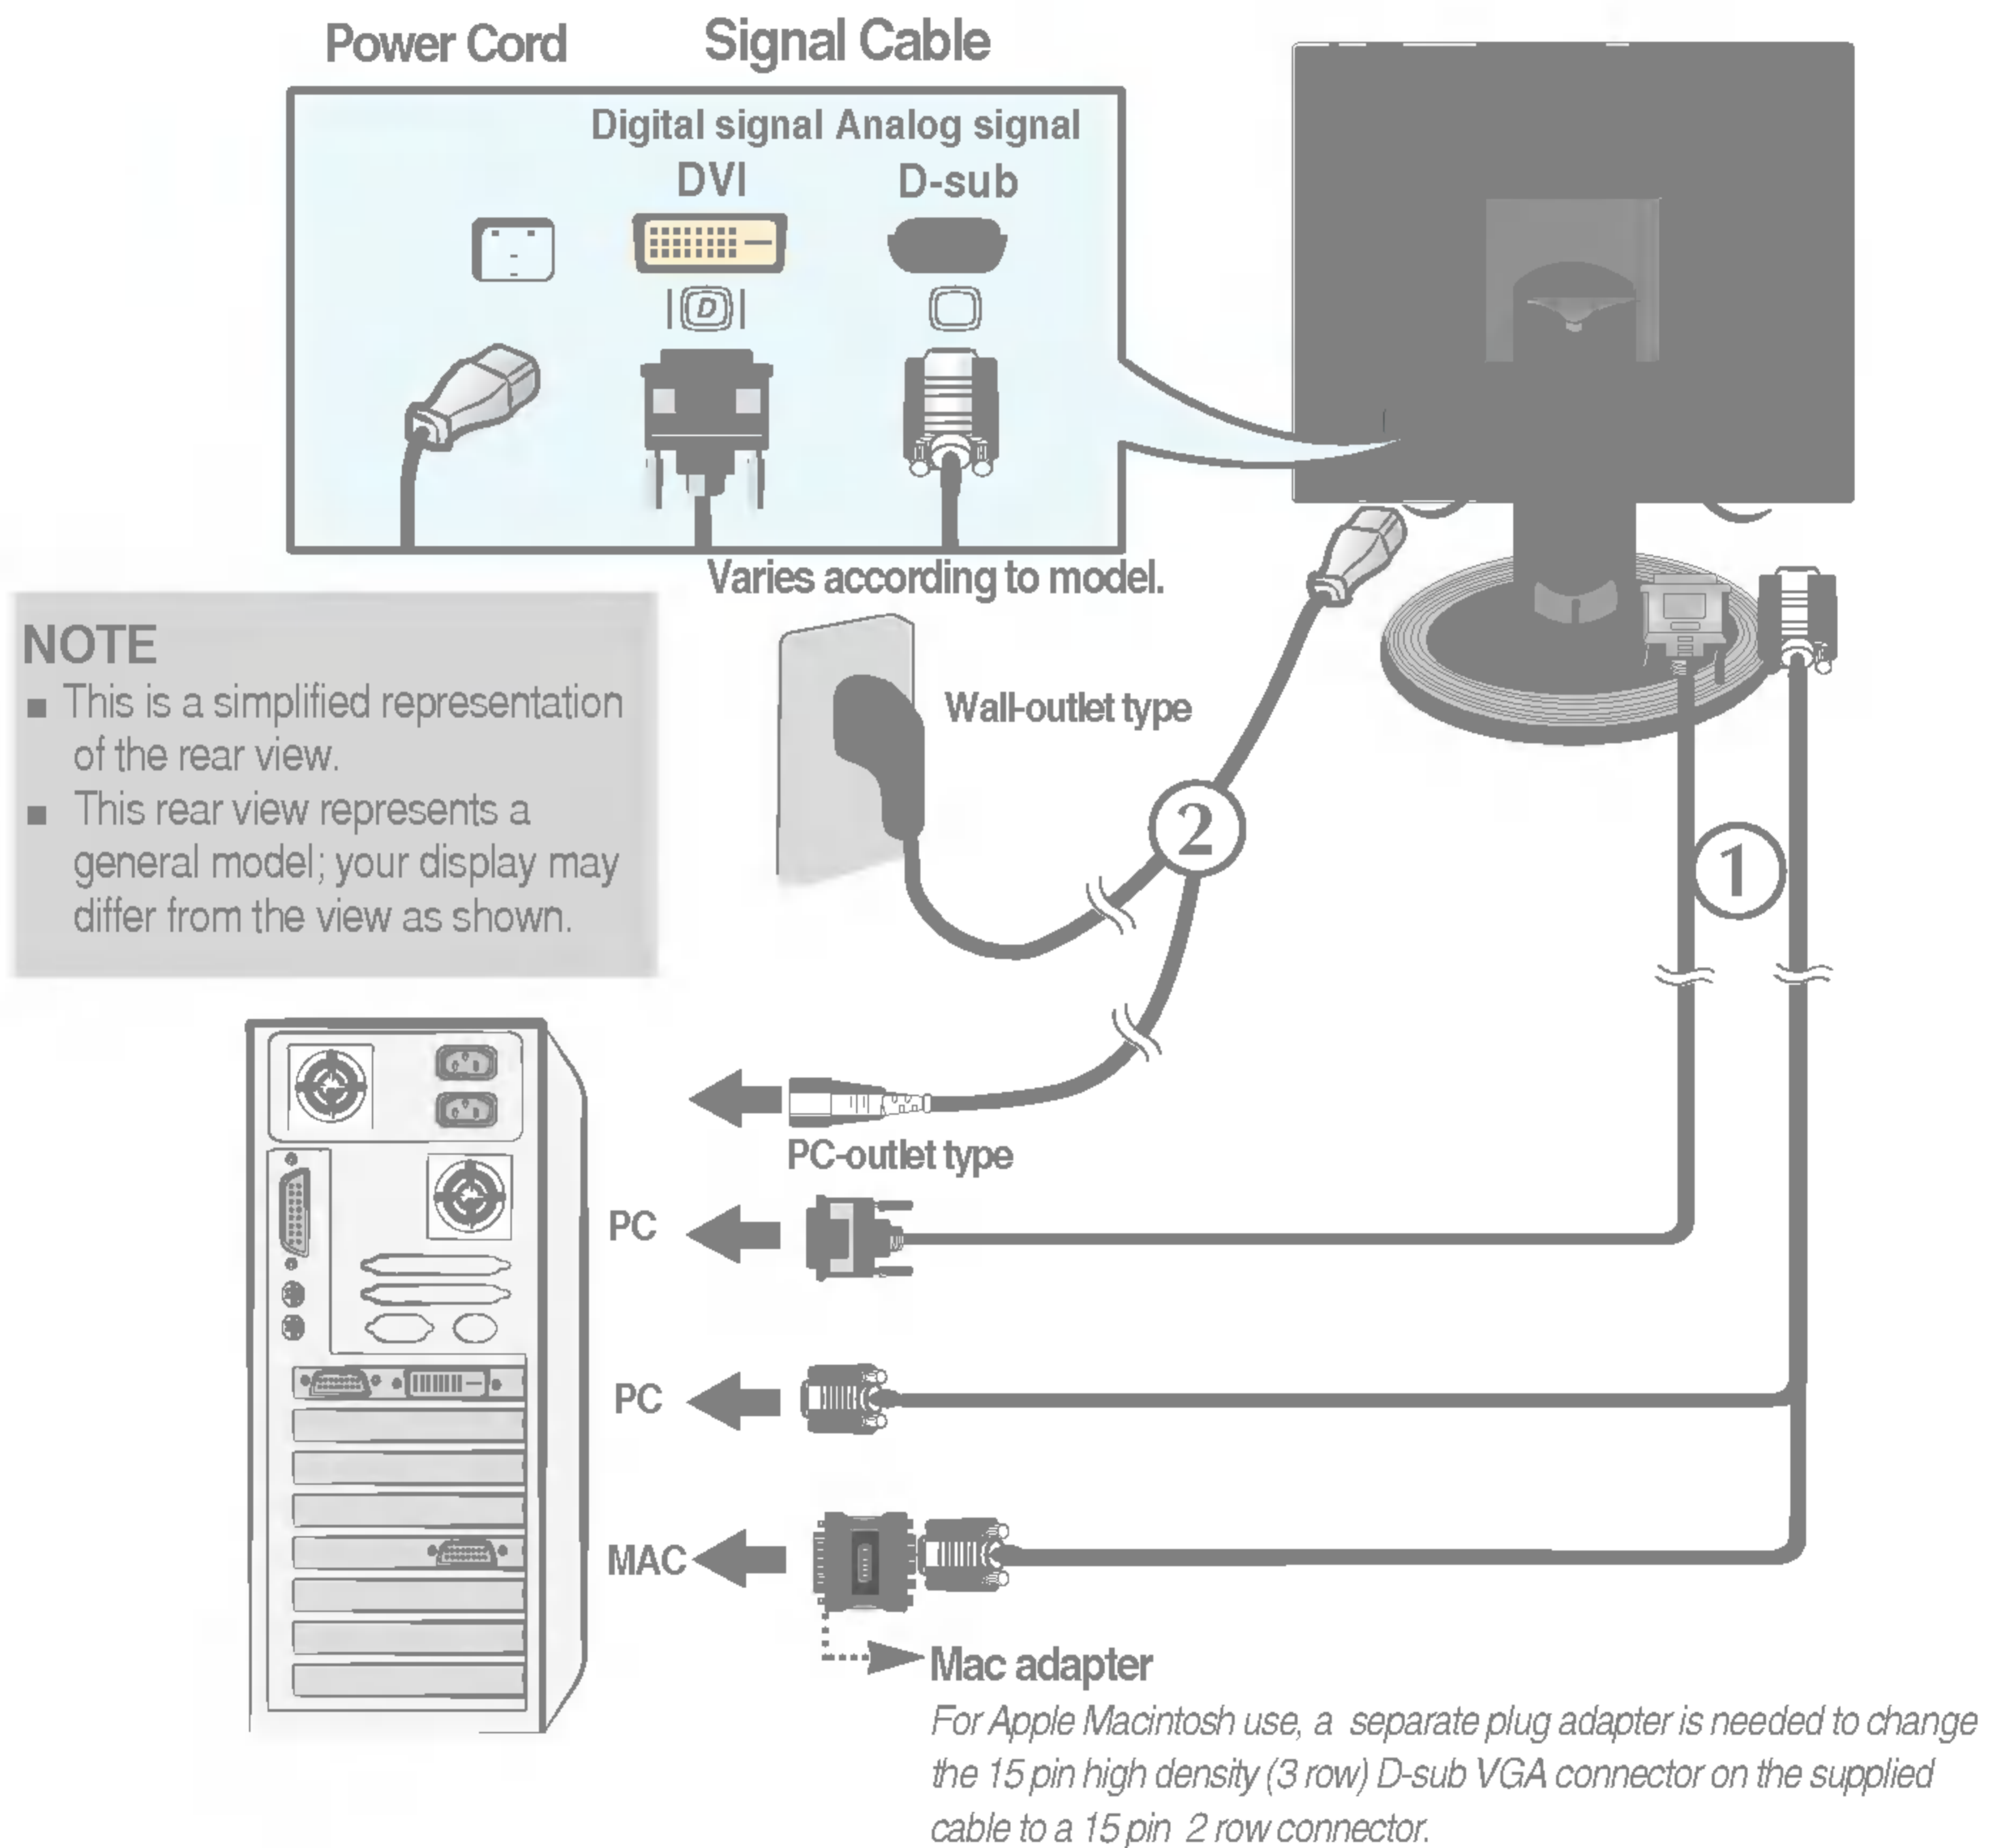 Power Cord
Signal Cable
Digital signal Analog signal
DVI
D-sub
D
Varies according to model.
NOTE
■ This is a simplified representation
of the rear view.
■ This rear view represents a
general model; your display may
differ from the view as shown.
Wall-outlet type
2
1
PC-outlet type
PC
PC
MAC
Mac adapter
For Apple Macintosh use, a separate plug adapter is needed to change
the 15 pin high density (3 row) D-sub VGA connector on the supplied
cable to a 15 pin 2 row connector.